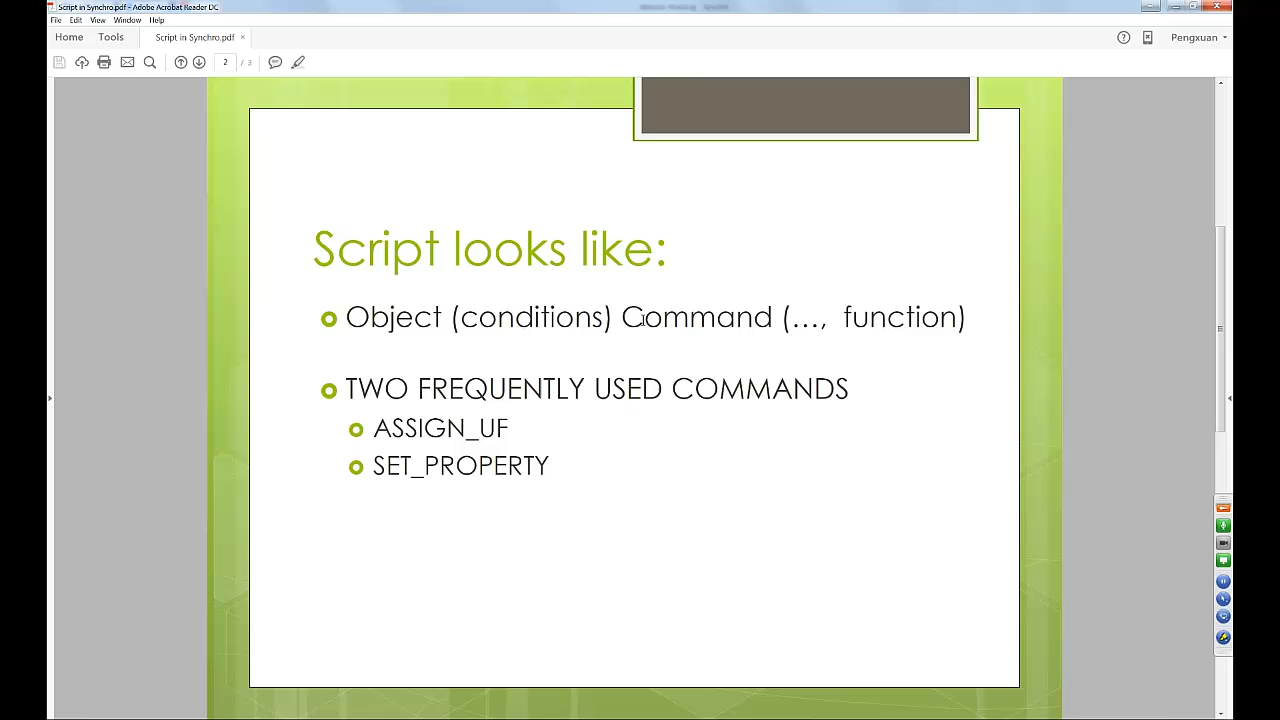 Script in Synchro.pdf - Adobe Acrobat Reader DC
File Edit View Window Help
Home Tools Script in Synchro.pdf ×
Pengxuan
2 / 3
Script looks like:
Object (conditions) Command (…, function)
TWO FREQUENTLY USED COMMANDS
ASSIGN_UF
SET_PROPERTY